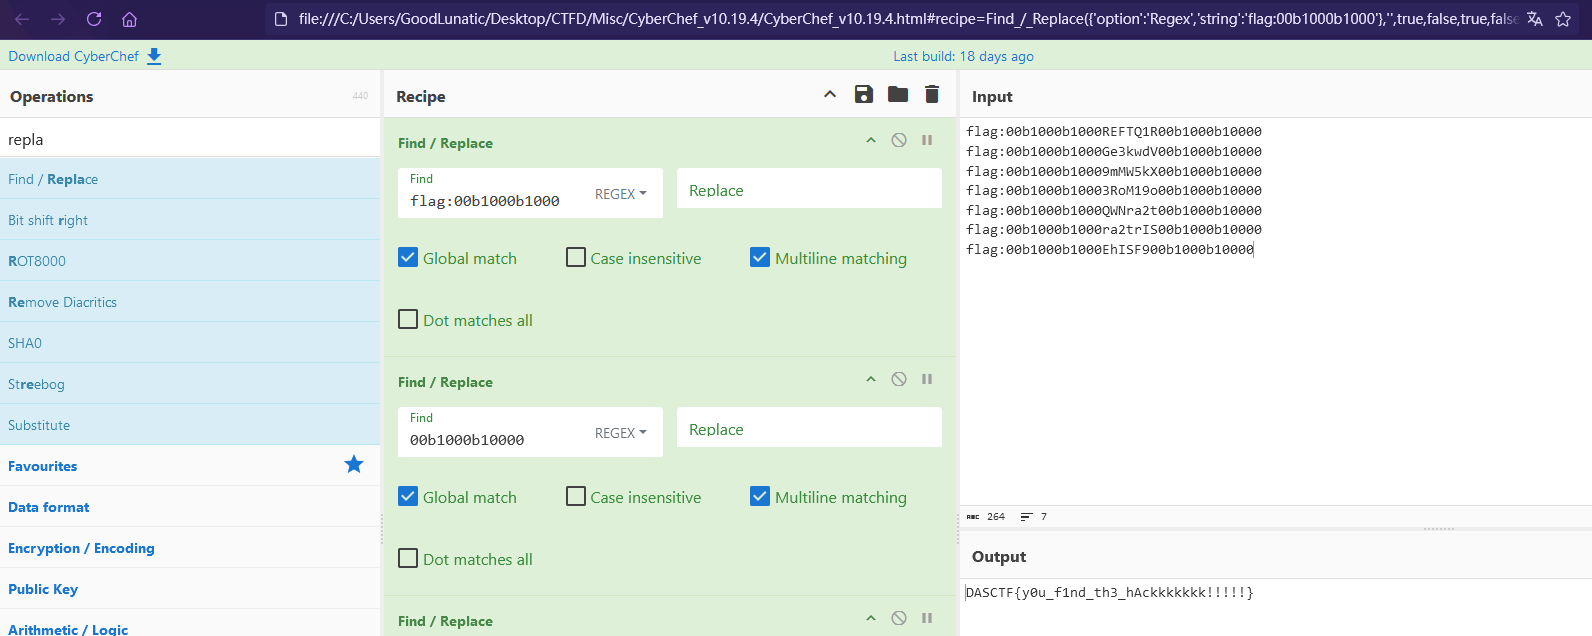 file:///C:/Users/GoodLunatic/Desktop/CTFD/Misc/CyberChef_v10.19.4/CyberChef_v10.19.4.html#recipe=Find_/_Replace({'option':'Regex','string':'flag:00b1000b1000'},'',true,false,true,false
Download CyberChef
Last build: 18 days ago
Operations
440
repla
Find / Replace
Bit shift right
ROT8000
Remove Diacritics
SHA0
Streebog
Substitute
Favourites
Data format
Encryption / Encoding
Public Key
Arithmetic / Logic
Recipe
Find / Replace
Find
flag:00b1000b1000
REGEX
Replace
Global match
Case insensitive
Multiline matching
Dot matches all
Find / Replace
Find
00b1000b10000
REGEX
Replace
Global match
Case insensitive
Multiline matching
Dot matches all
Find / Replace
Input
flag:00b1000b1000REFTQ1R00b1000b10000
flag:00b1000b1000Ge3kwdV00b1000b10000
flag:00b1000b10009mMW5kX00b1000b10000
flag:00b1000b10003RoM19o00b1000b10000
flag:00b1000b1000QWNra2t00b1000b10000
flag:00b1000b1000ra2trIS00b1000b10000
flag:00b1000b1000EhISF900b1000b10000
ABC 264
7
Output
DASCTF{y0u_f1nd_th3_hAckkkkkkk!!!!!}